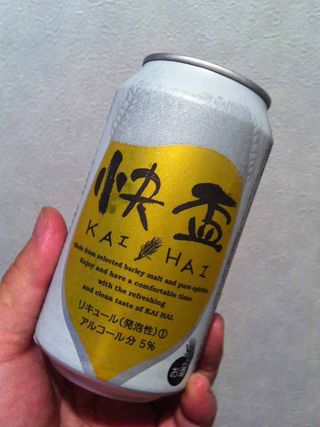 快盃
KAI HAI
Made from selected barley malt and pure spirits.
Enjoy and have a comfortable time
with the refreshing
and clean taste of KAI HAI.
リキュール(発泡性)①
アルコール分 5%